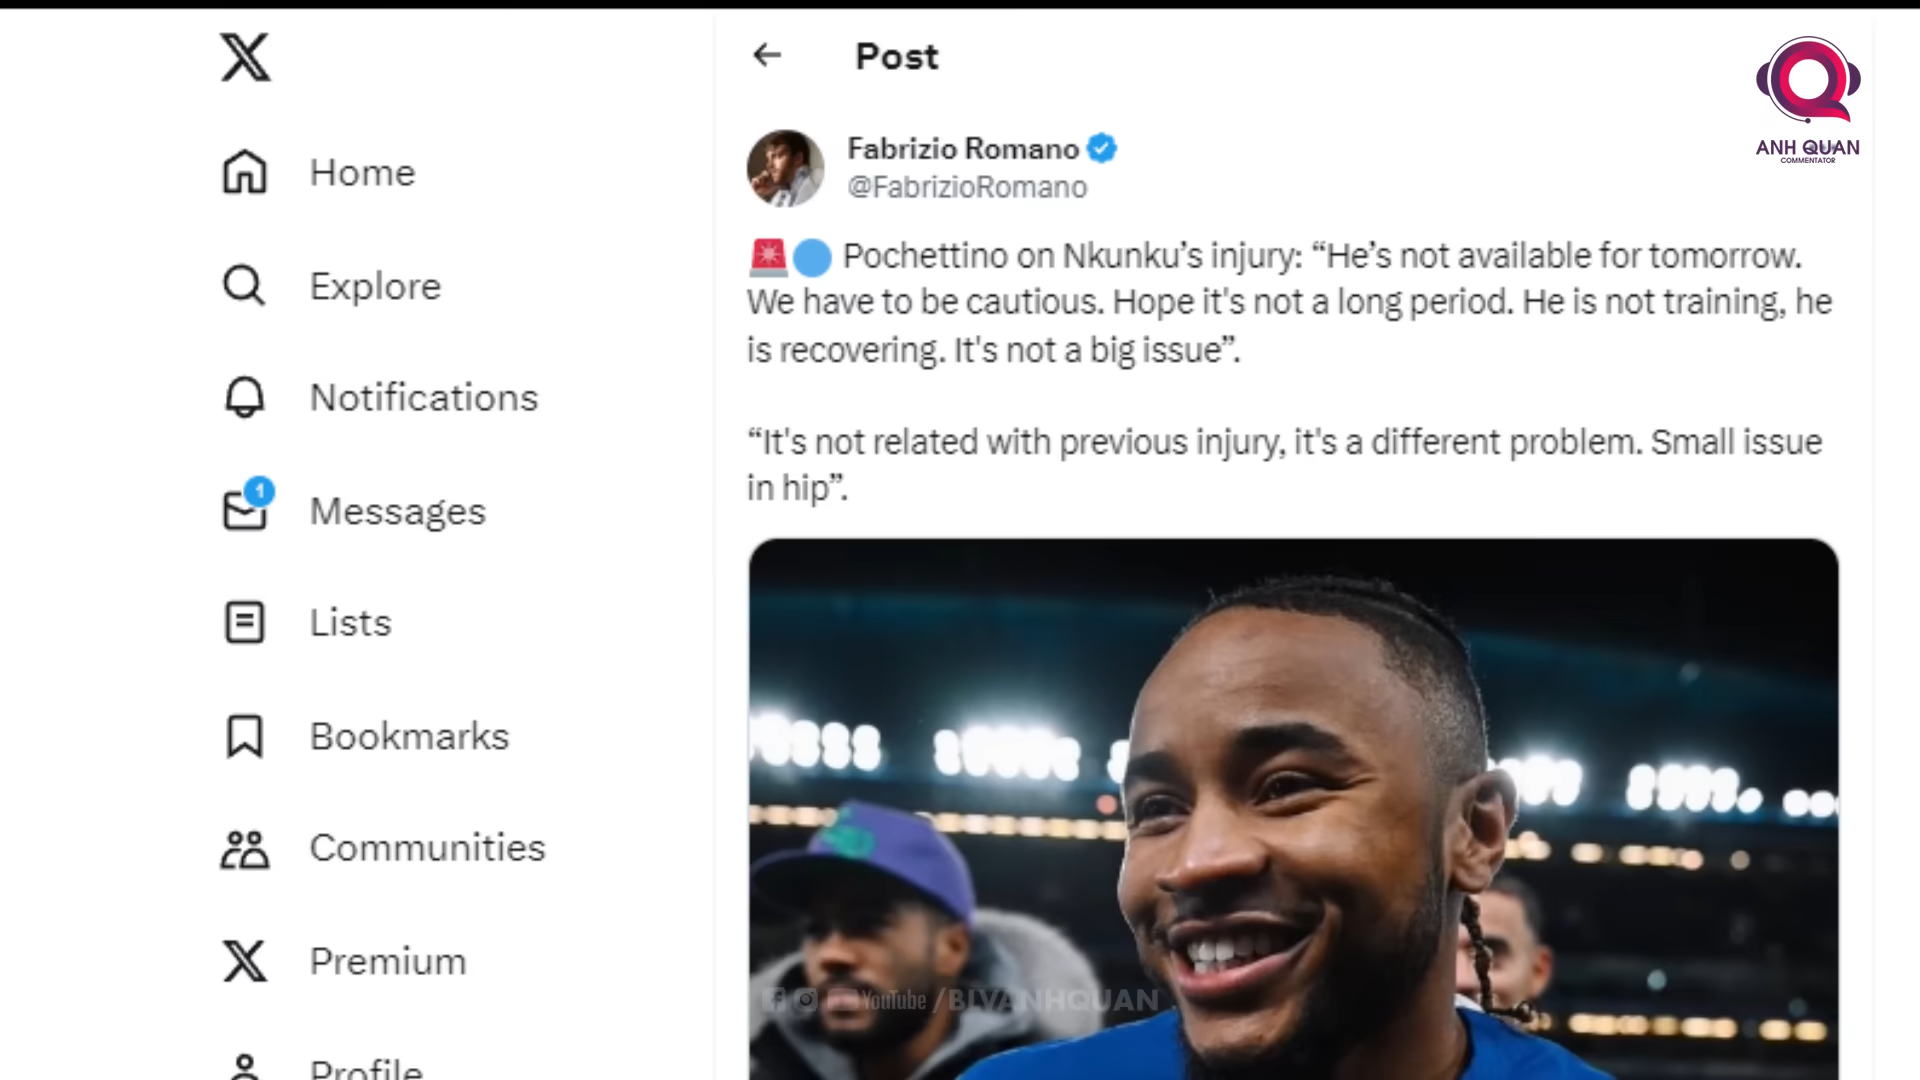 Post
ANH QUAN
COMMENTATOR
Home
Explore
Notifications
1
Messages
Lists
Bookmarks
Communities
Premium
Profile
Fabrizio Romano
@FabrizioRomano
Pochettino on Nkunku’s injury: “He’s not available for tomorrow.
We have to be cautious. Hope it's not a long period. He is not training, he
is recovering. It's not a big issue”.
“It's not related with previous injury, it's a different problem. Small issue
in hip”.
YouTube /BLVANHQUAN